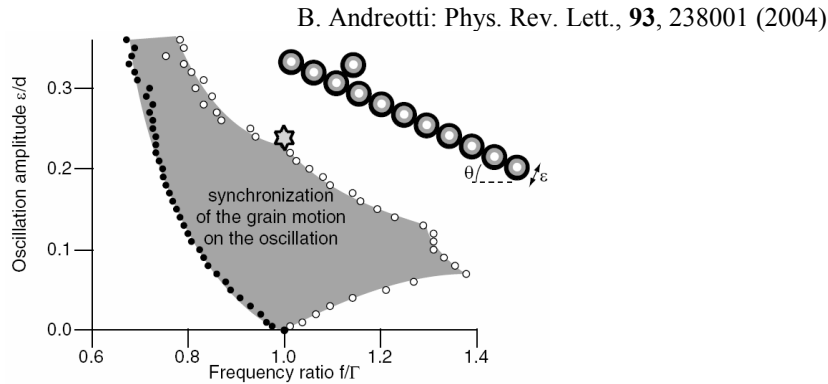 B. Andreotti: Phys. Rev. Lett., 93, 238001 (2004)
Oscillation amplitude ε/d
0.3
0.2
0.1
0.0
synchronization
of the grain motion
on the oscillation
θ
ε
0.6 0.8 1.0 1.2 1.4
Frequency ratio f/Γ